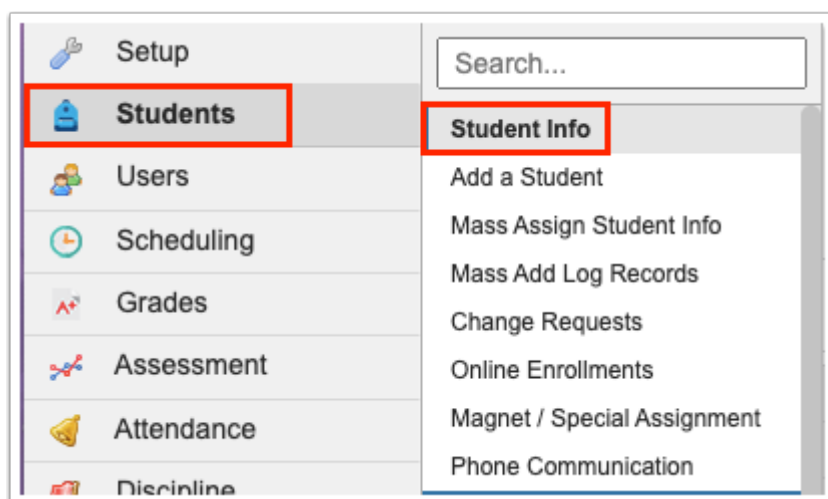 Setup
Students
Users
Scheduling
Grades
Assessment
Attendance
Discipline
Search...
Student Info
Add a Student
Mass Assign Student Info
Mass Add Log Records
Change Requests
Online Enrollments
Magnet / Special Assignment
Phone Communication